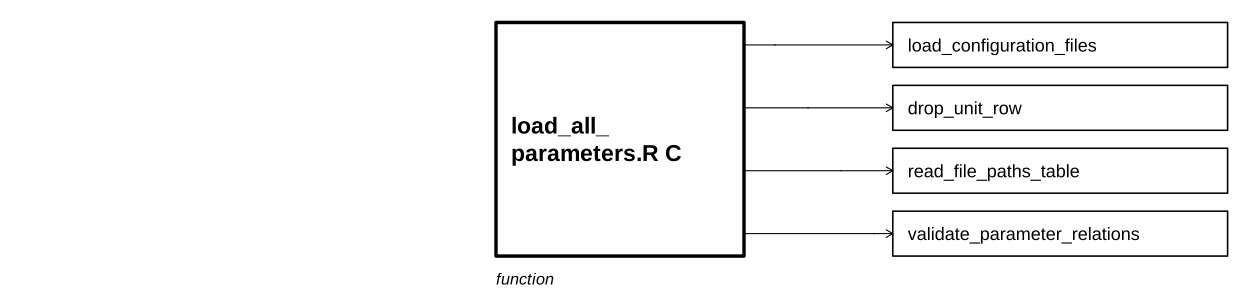 load_configuration_files
drop_unit_row
load_all_
parameters.R C
read_file_paths_table
validate_parameter_relations
function